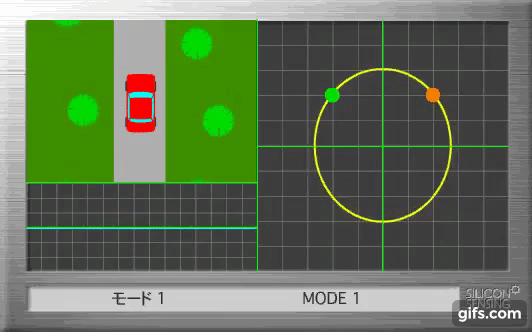 モード 1
MODE 1
SILICON
SENSING
gifs.com